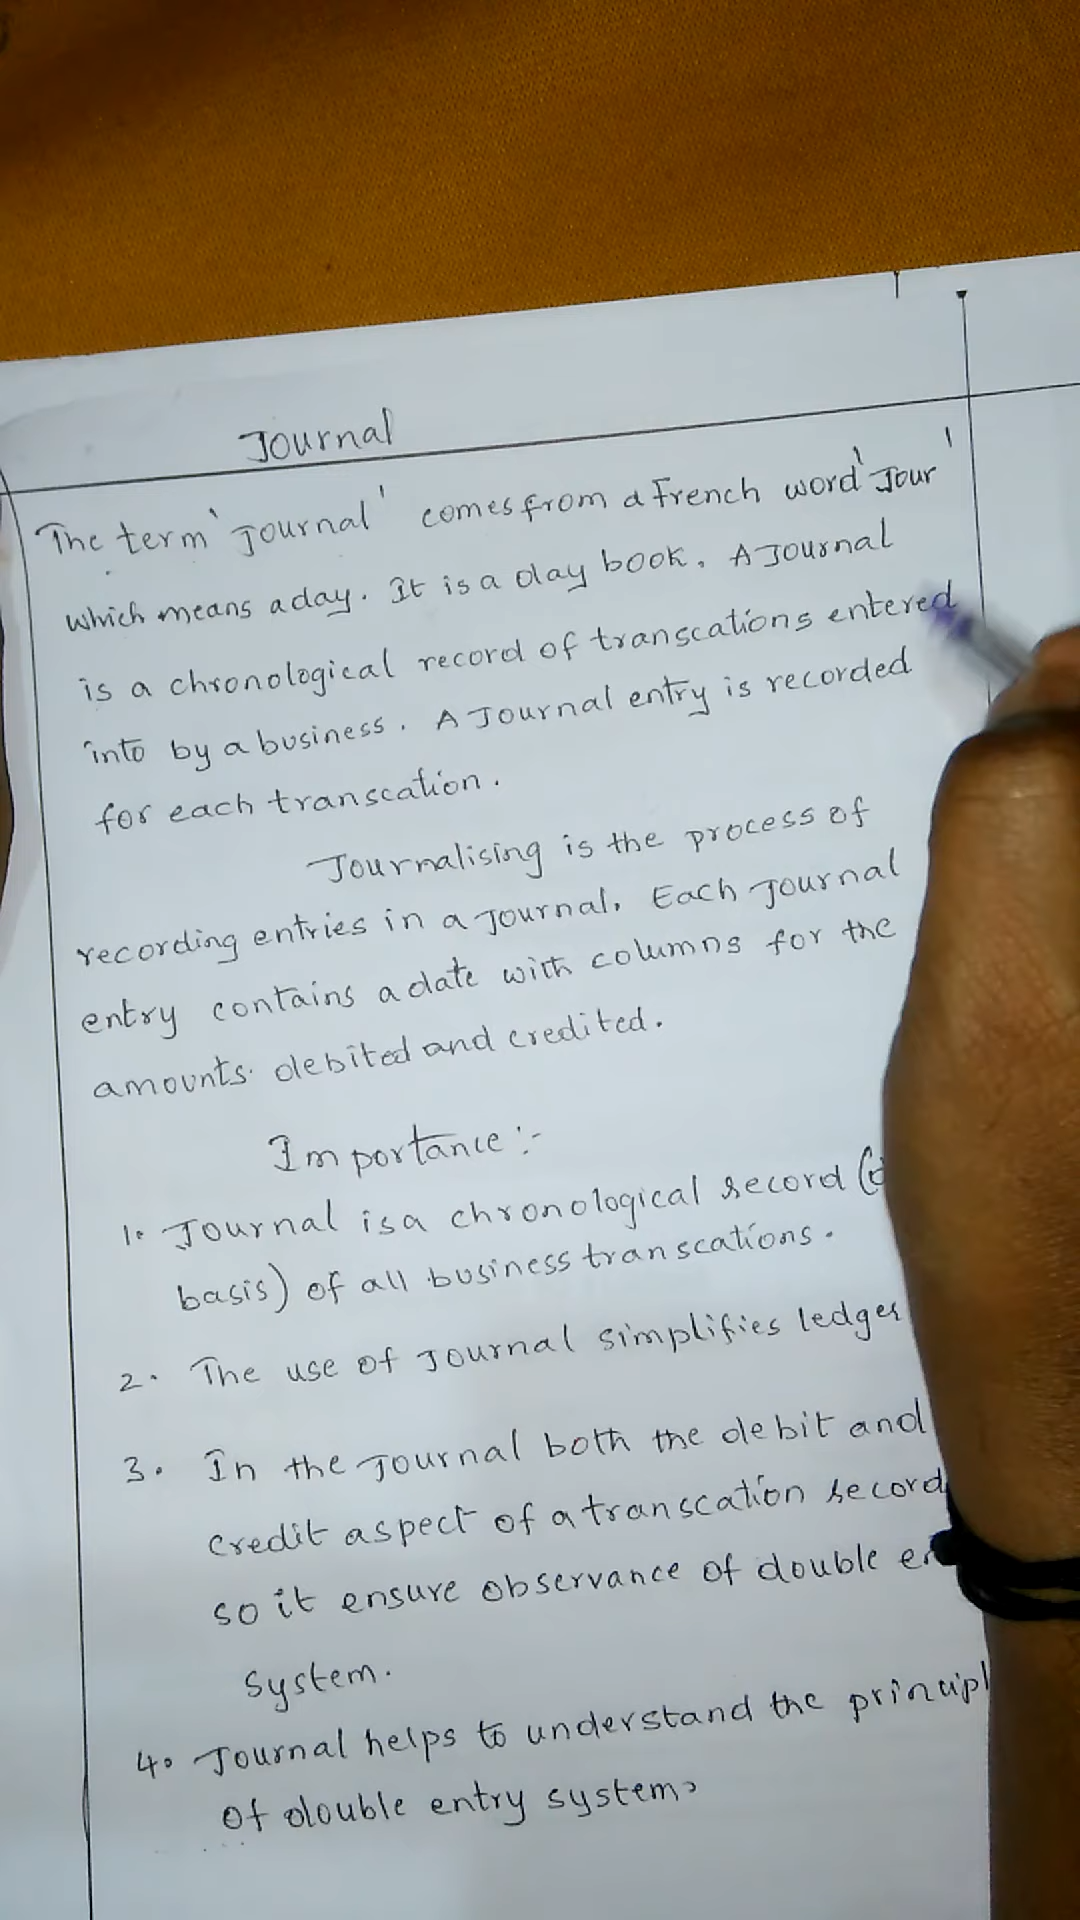 Journal
The term 'Journal' comes from a French word 'Jour'
which means a day. It is a day book. A Journal
is a chronological record of transcations entered
into by a business. A Journal entry is recorded
for each transcation.
Journalising is the process of
recording entries in a Journal. Each Journal
entry contains a date with columns for the
amounts debited and credited.
Importance :-
1. Journal is a chronological record (
basis) of all business transcations.
2. The use of Journal simplifies ledger
3. In the Journal both the debit and
credit aspect of a transcation record
so it ensure observance of double
system.
4. Journal helps to understand the
of double entry system.